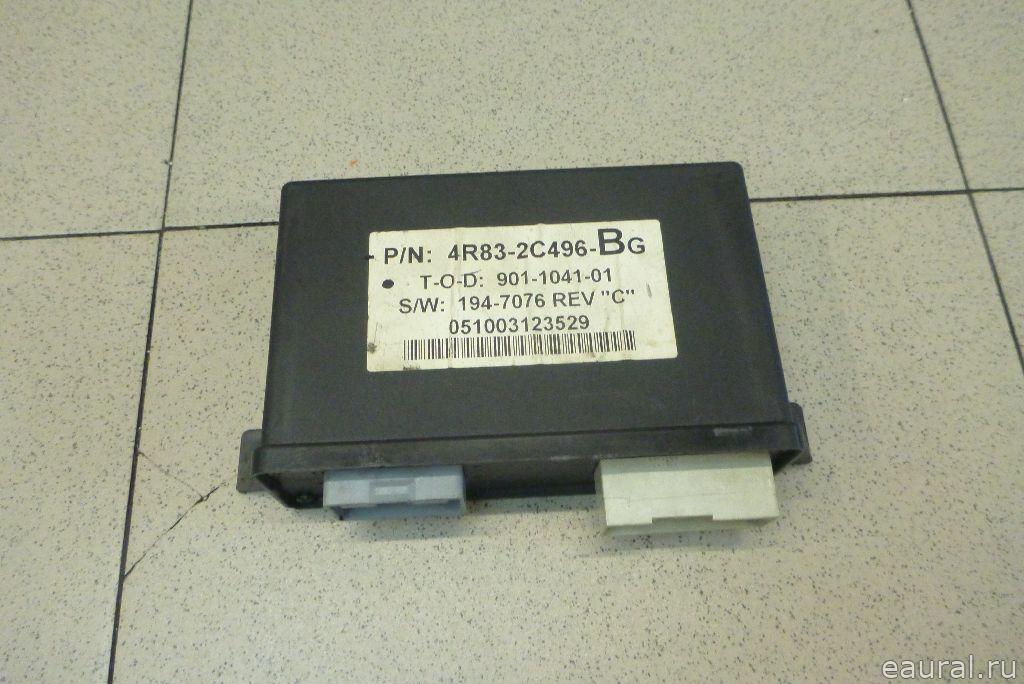 P/N: 4R83-2C496-BG
T-O-D: 901-1041-01
S/W: 194-7076 REV "C"
051003123529
eaural.ru